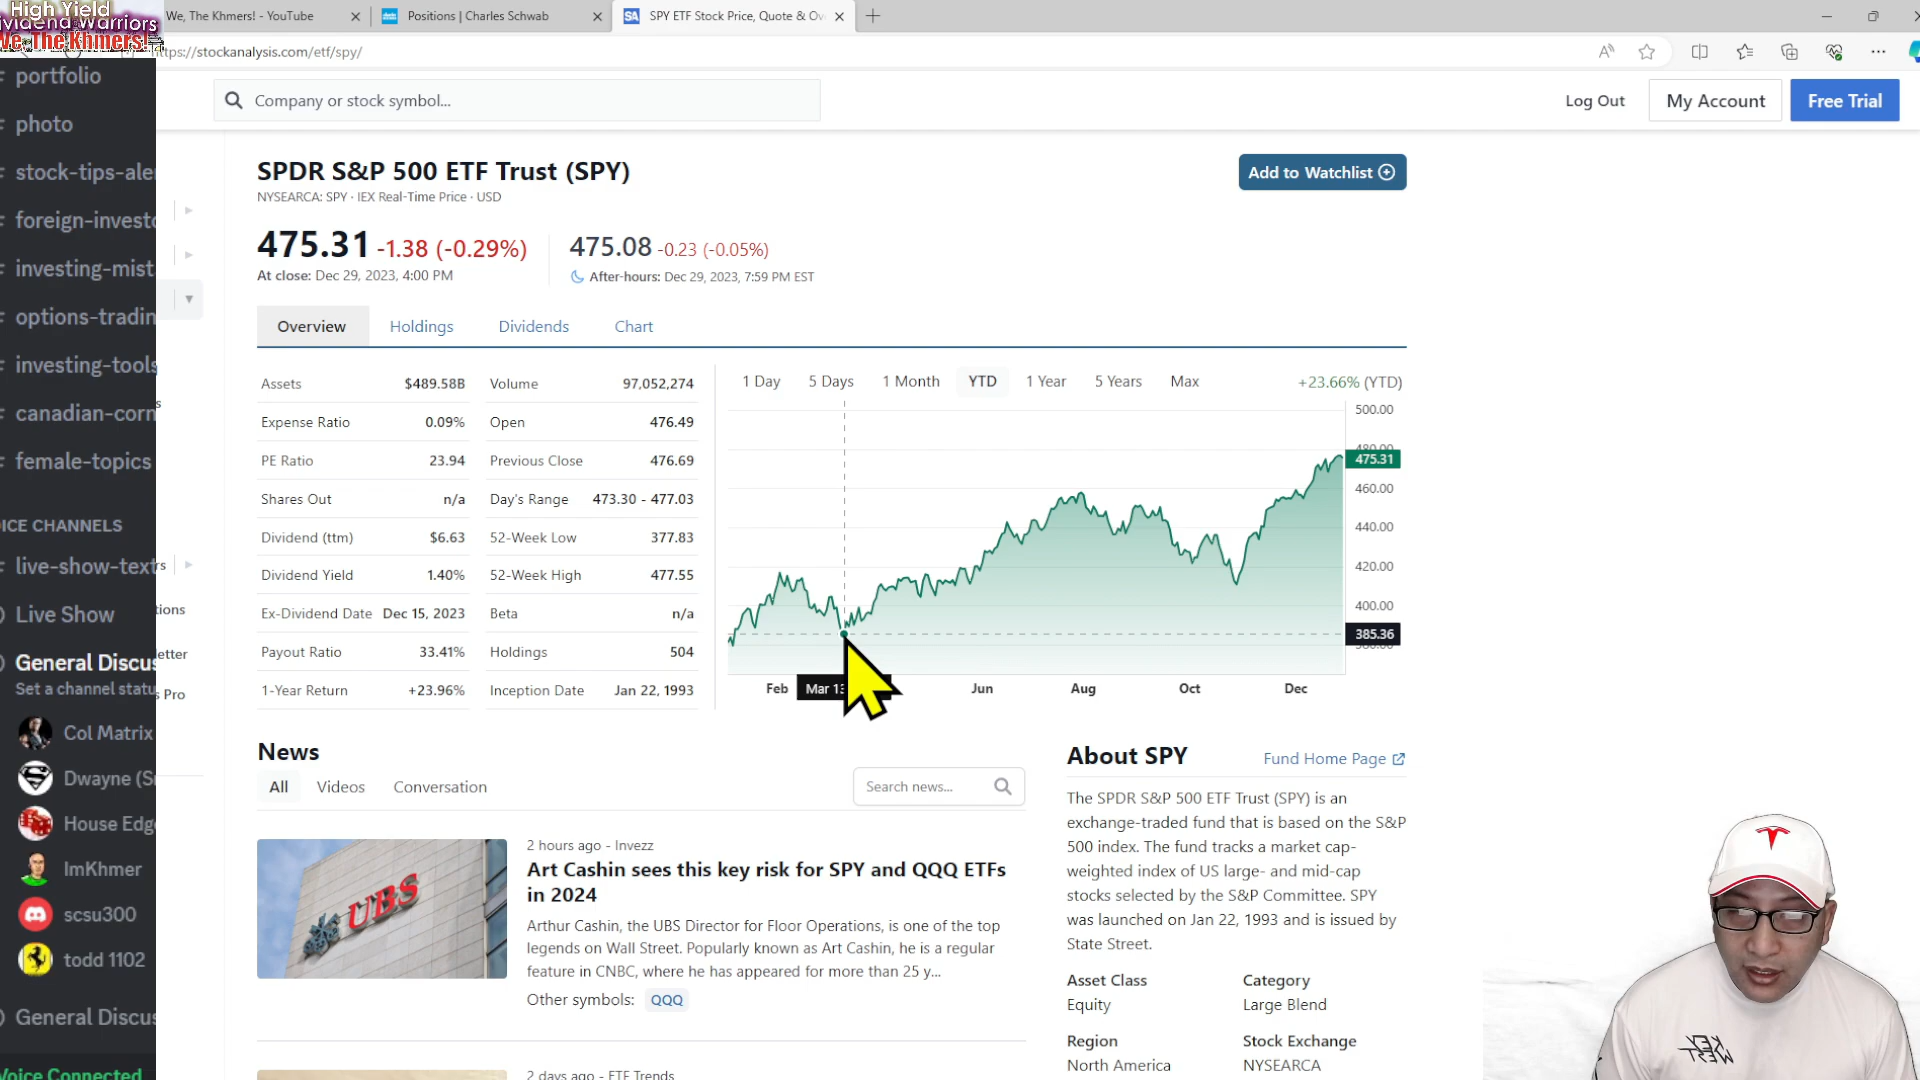 High Yield
Dividend Warriors
We, The Khmers!
We, The Khmers! - YouTube
Positions | Charles Schwab
SPY ETF Stock Price, Quote & Ov
https://stockanalysis.com/etf/spy/
portfolio
photo
stock-tips-aler
foreign-investo
investing-mist
options-tradin
investing-tools
canadian-corn
female-topics
VOICE CHANNELS
live-show-text
Live Show
General Discus
Set a channel statu
Col Matrix
Dwayne (S
House Edg
ImKhmer
scsu300
todd 1102
General Discus
Voice Connected
s
rs
tions
letter
s Pro
Company or stock symbol...
Log Out
My Account
Free Trial
SPDR S&P 500 ETF Trust (SPY)
NYSEARCA: SPY · IEX Real-Time Price · USD
Add to Watchlist
475.31 -1.38 (-0.29%)
At close: Dec 29, 2023, 4:00 PM
475.08 -0.23 (-0.05%)
After-hours: Dec 29, 2023, 7:59 PM EST
Overview Holdings Dividends Chart
Assets $489.58B
Expense Ratio 0.09%
PE Ratio 23.94
Shares Out n/a
Dividend (ttm) $6.63
Dividend Yield 1.40%
Ex-Dividend Date Dec 15, 2023
Payout Ratio 33.41%
1-Year Return +23.96%
Volume 97,052,274
Open 476.49
Previous Close 476.69
Day's Range 473.30 - 477.03
52-Week Low 377.83
52-Week High 477.55
Beta n/a
Holdings 504
Inception Date Jan 22, 1993
1 Day 5 Days 1 Month YTD 1 Year 5 Years Max +23.66% (YTD)
500.00
480.00
475.31
460.00
440.00
420.00
400.00
385.36
380.00
Feb Mar 13 Jun Aug Oct Dec
News
All Videos Conversation
Search news...
2 hours ago - Invezz
Art Cashin sees this key risk for SPY and QQQ ETFs
in 2024
Arthur Cashin, the UBS Director for Floor Operations, is one of the top
legends on Wall Street. Popularly known as Art Cashin, he is a regular
feature in CNBC, where he has appeared for more than 25 y...
Other symbols: QQQ
UBS
2 days ago - ETF Trends
About SPY
Fund Home Page
The SPDR S&P 500 ETF Trust (SPY) is an
exchange-traded fund that is based on the S&P
500 index. The fund tracks a market cap-
weighted index of US large- and mid-cap
stocks selected by the S&P Committee. SPY
was launched on Jan 22, 1993 and is issued by
State Street.
Asset Class
Equity
Category
Large Blend
Region
North America
Stock Exchange
NYSEARCA
KEY
WEST